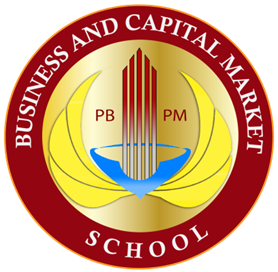 BUSINESS AND CAPITAL MARKET
PB PM
SCHOOL